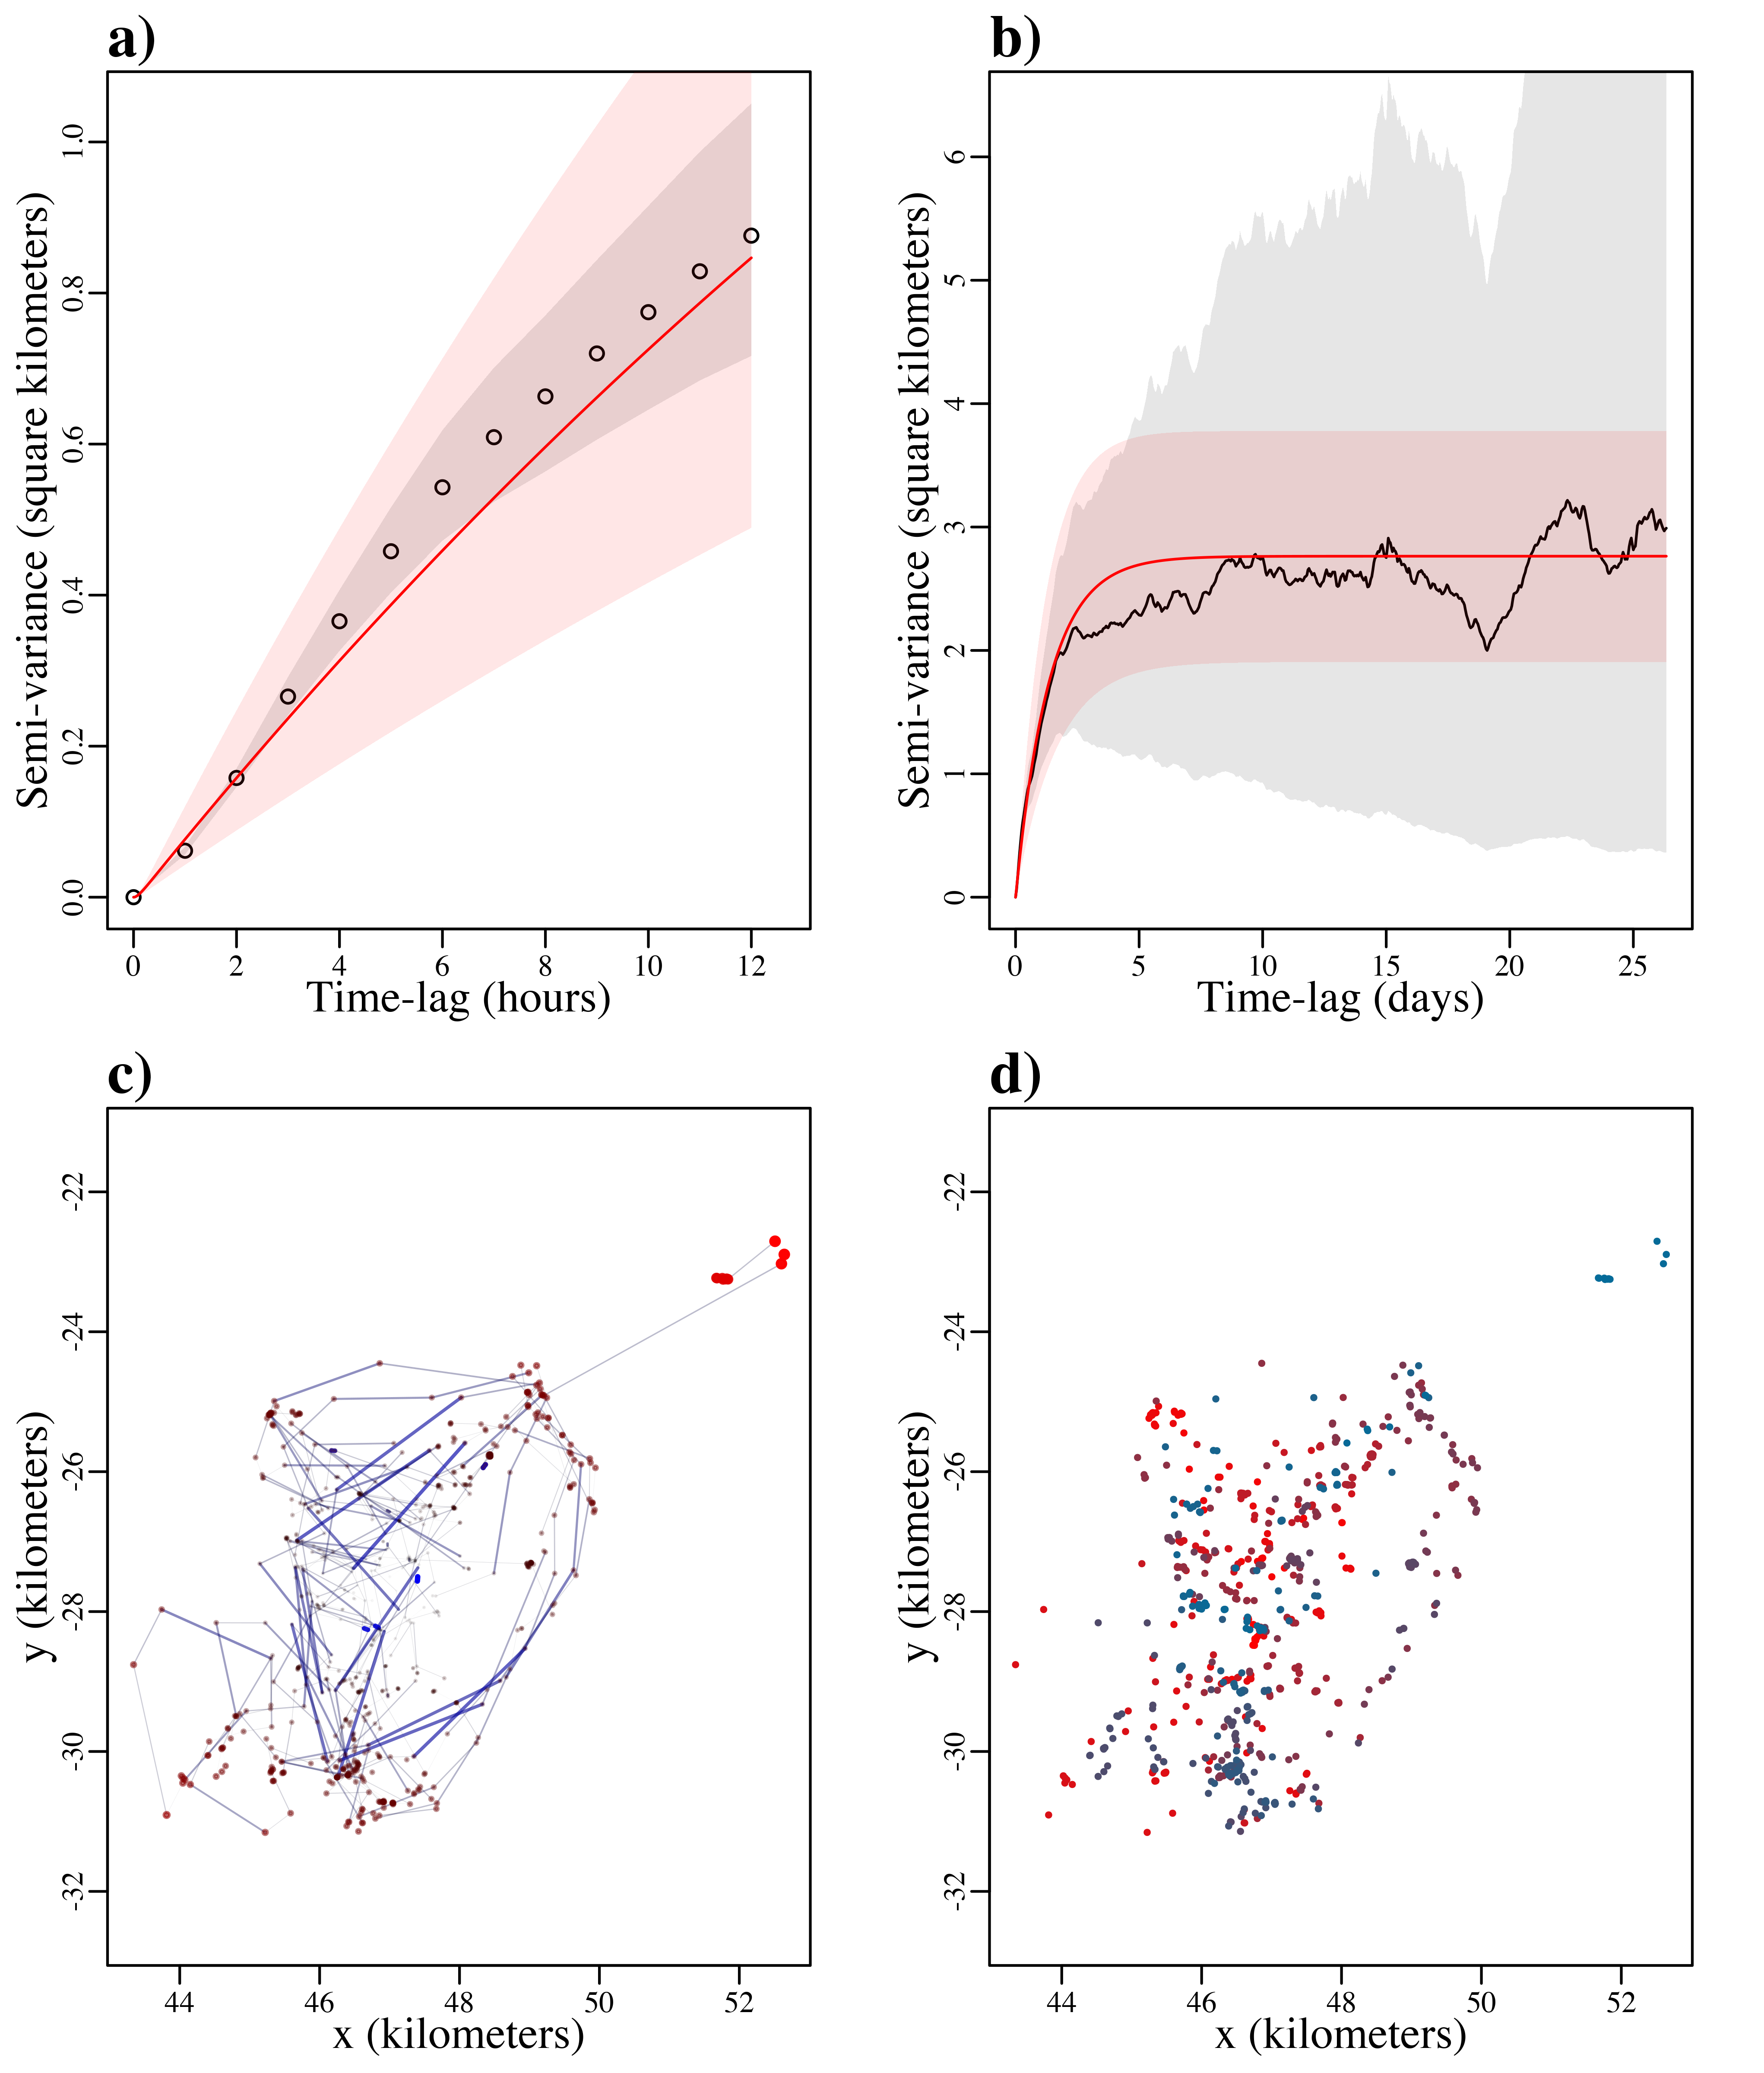 a)
Semi-variance (square kilometers)
1.0
0.8
0.6
0.4
0.2
0.0
0 2 4 6 8 10 12
Time-lag (hours)
b)
Semi-variance (square kilometers)
6
5
4
3
2
1
0
0 5 10 15 20 25
Time-lag (days)
c)
y (kilometers)
-22
-24
-26
-28
-30
-32
44 46 48 50 52
x (kilometers)
d)
y (kilometers)
-22
-24
-26
-28
-30
-32
44 46 48 50 52
x (kilometers)